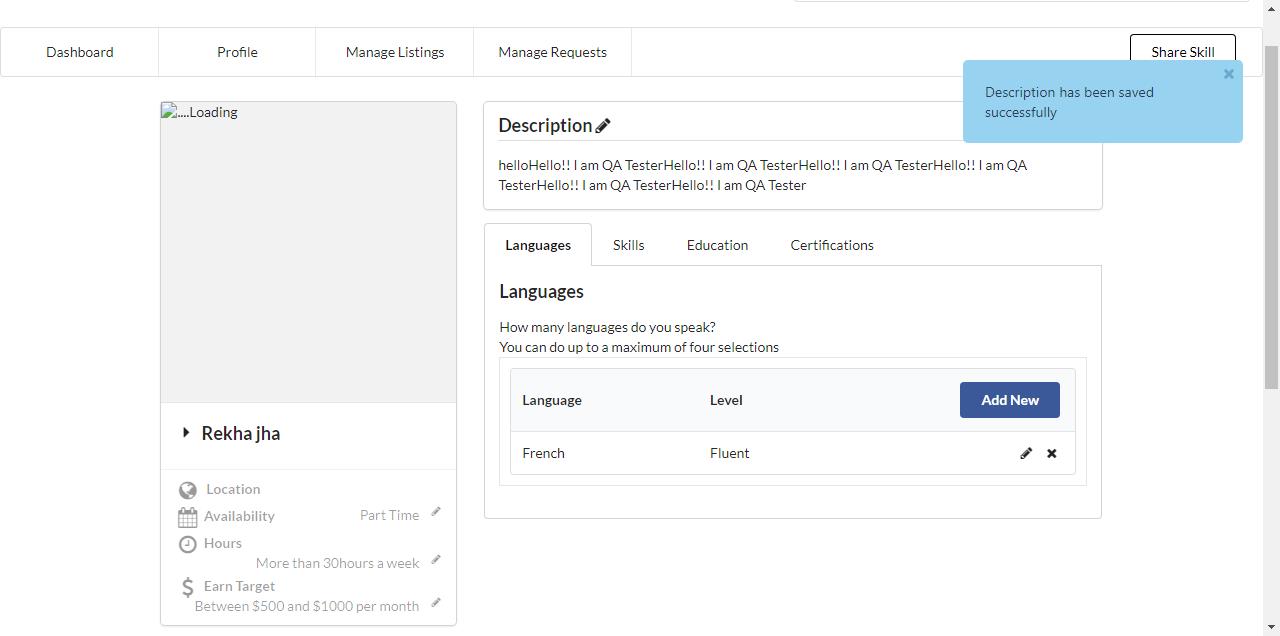 Dashboard
Profile
Manage Listings
Manage Requests
Share Skill
Description has been saved
successfully
....Loading
Description
helloHello!! I am QA TesterHello!! I am QA TesterHello!! I am QA TesterHello!! I am QA
TesterHello!! I am QA TesterHello!! I am QA Tester
Languages
Skills
Education
Certifications
Languages
How many languages do you speak?
You can do up to a maximum of four selections
Language Level Add New
French Fluent
Rekha jha
Location
Availability Part Time
Hours
More than 30hours a week
Earn Target
Between $500 and $1000 per month